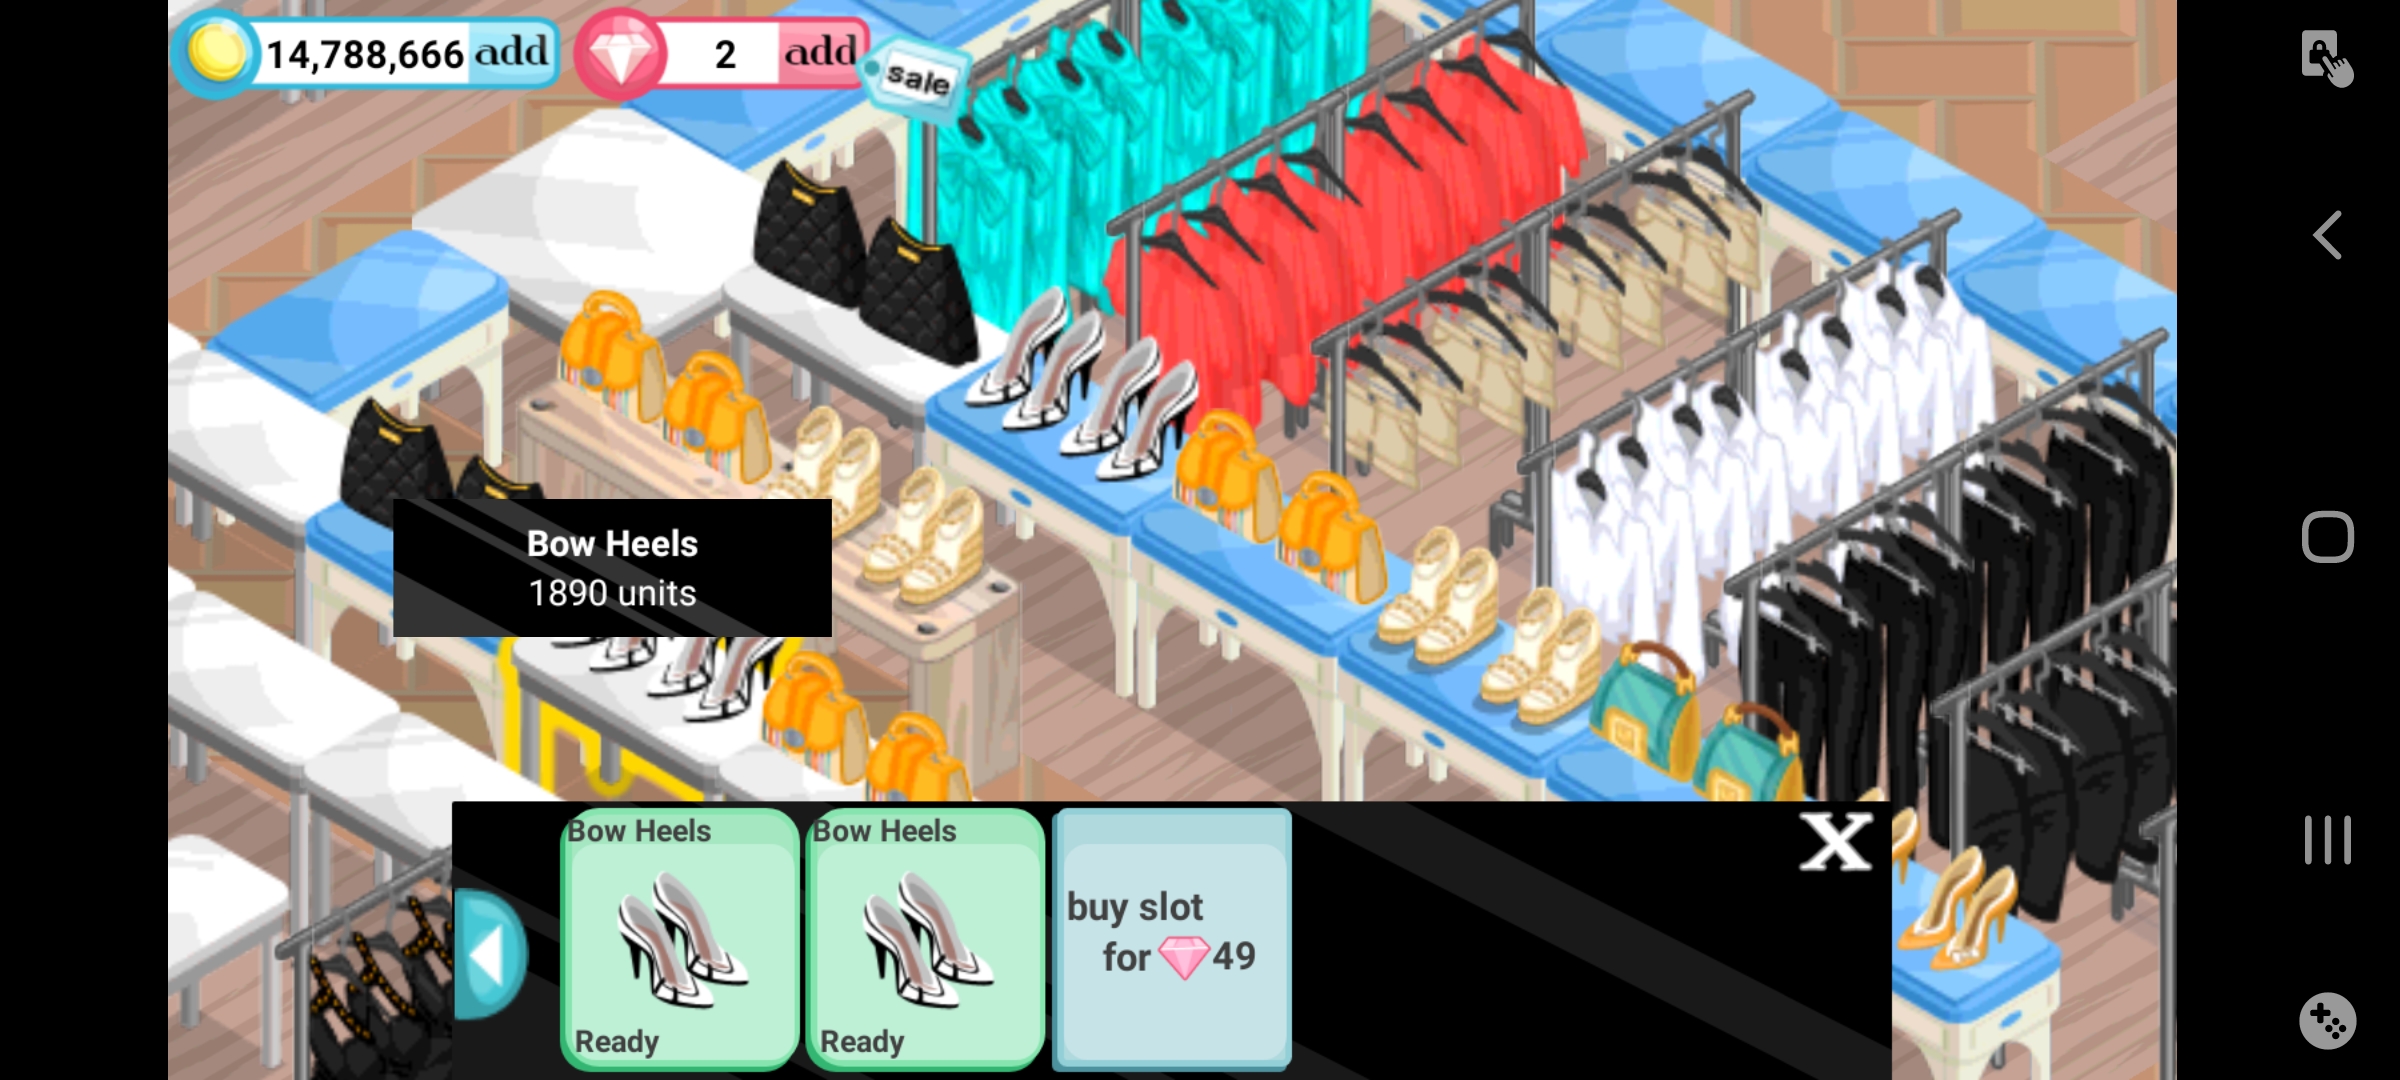 14,788,666 add
2 add
sale
Bow Heels
1890 units
Bow Heels
Ready
Bow Heels
Ready
buy slot
for 49
X